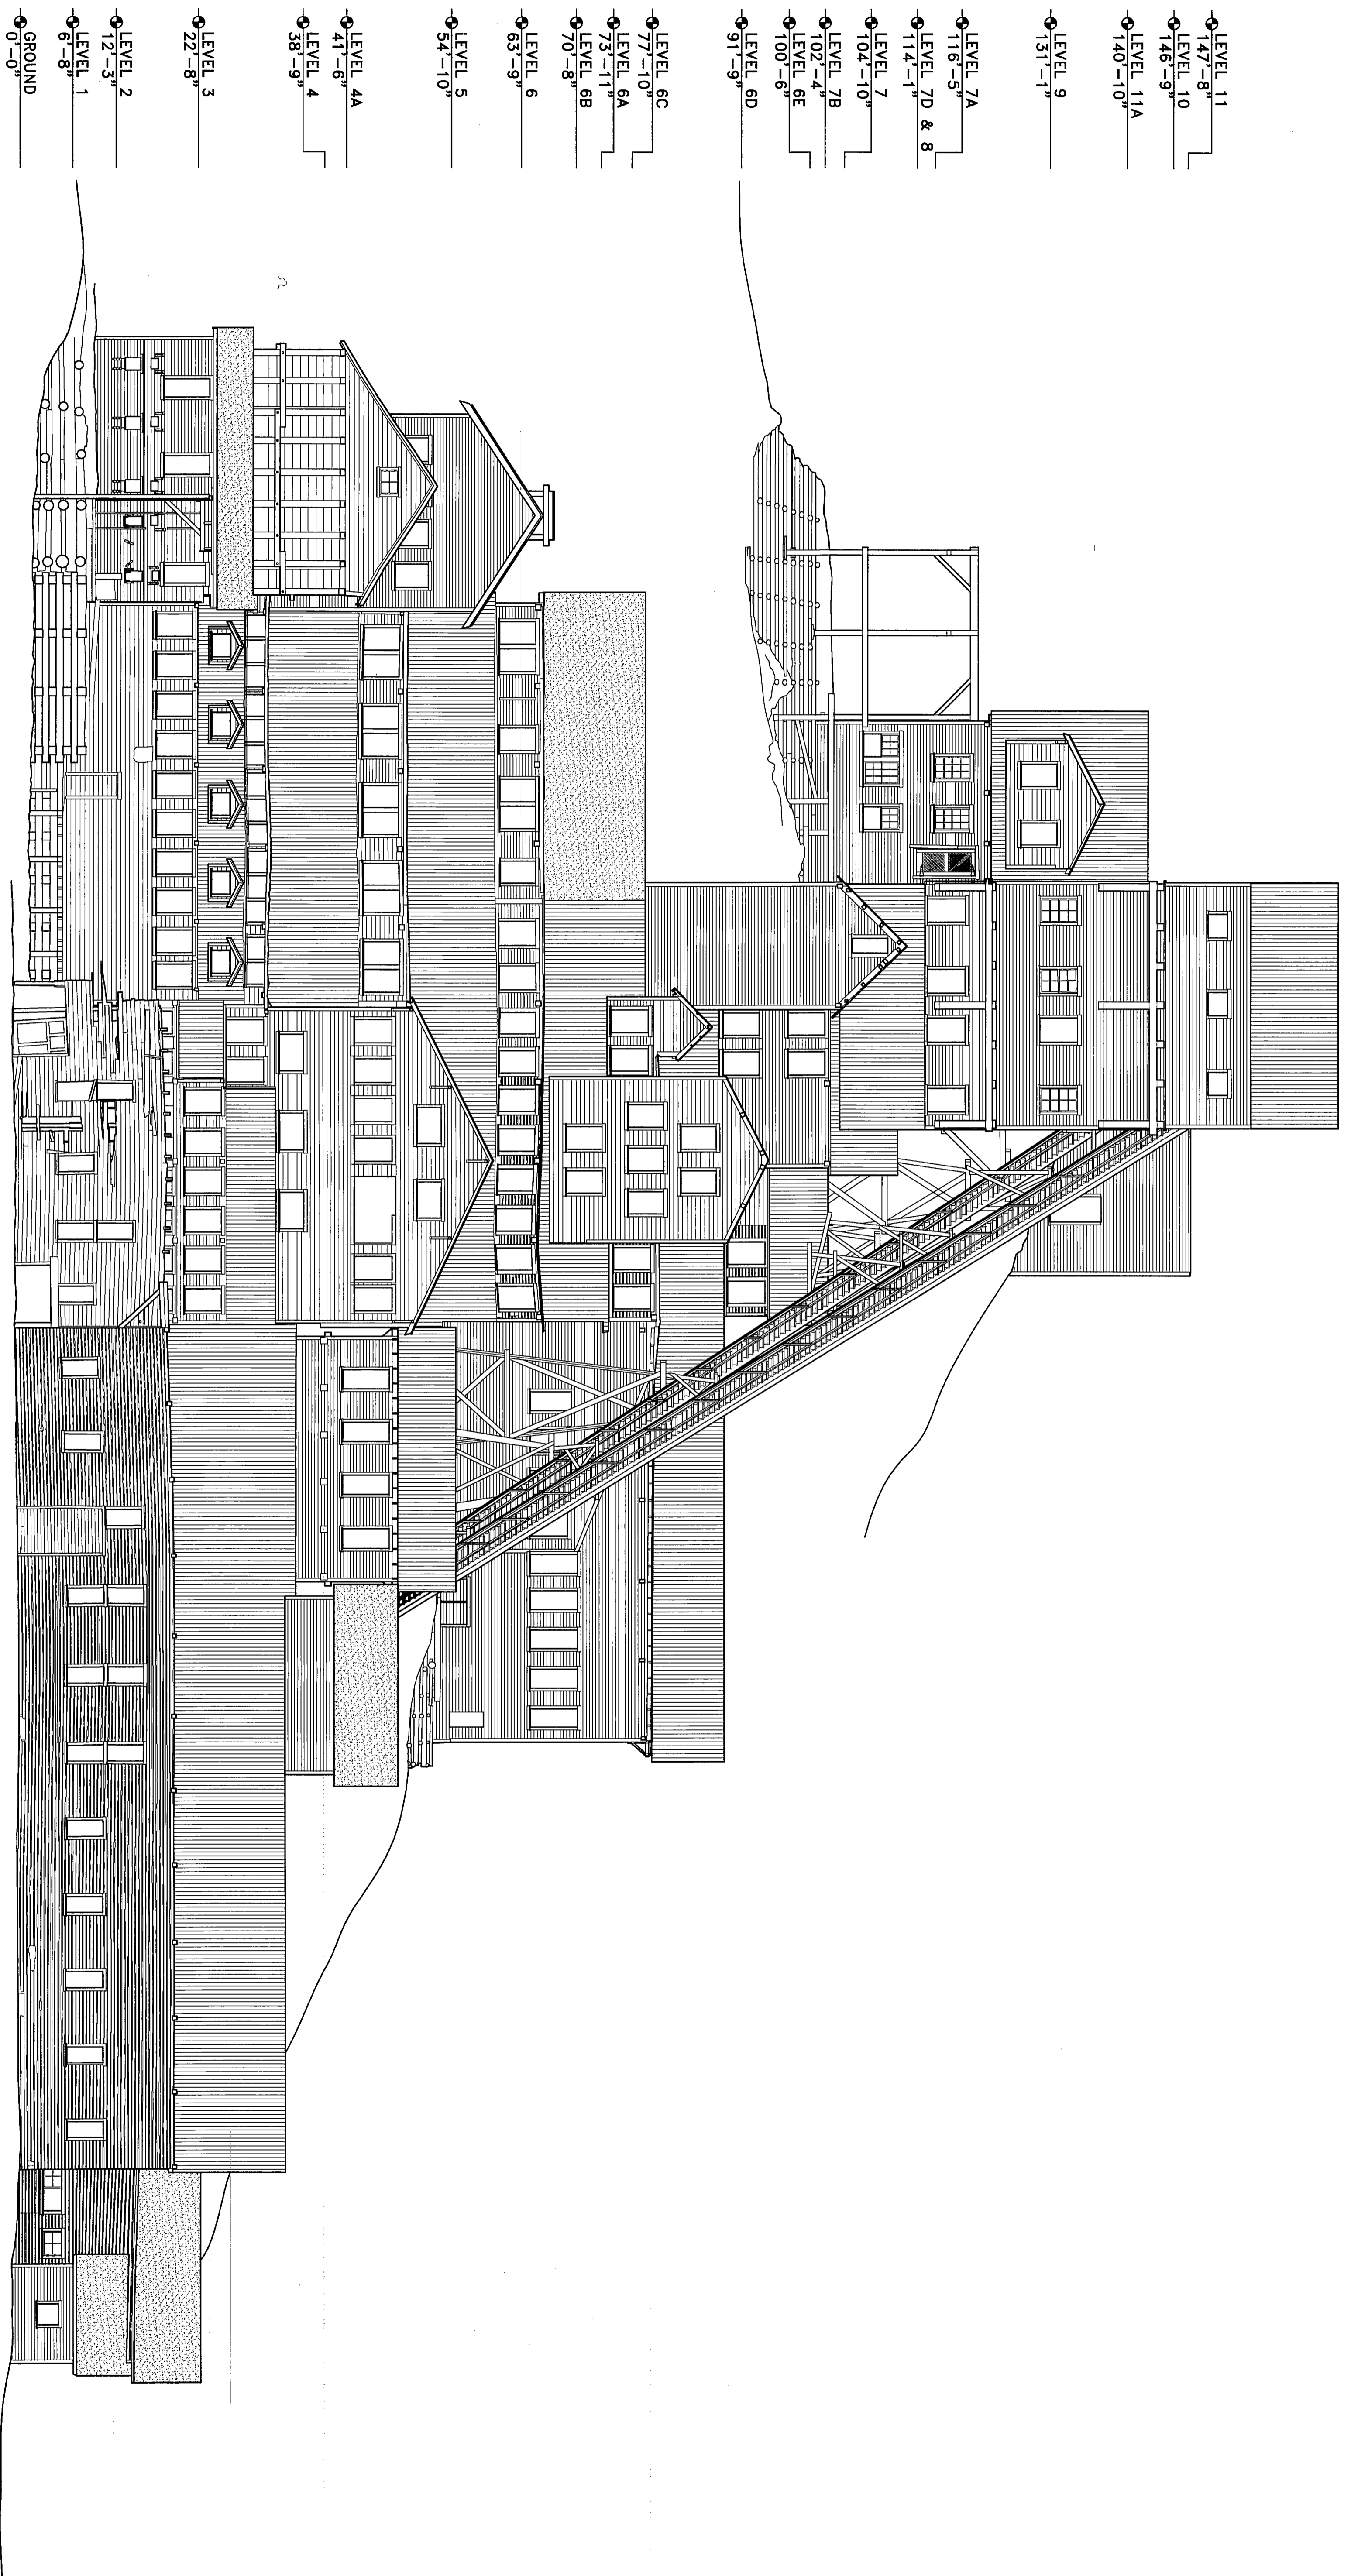 LEVEL 11
147'-8"
LEVEL 10
146'-9"
LEVEL 11A
140'-10"
LEVEL 9
131'-1"
LEVEL 7A
116'-5"
LEVEL 7D & 8
114'-1"
LEVEL 7
104'-10"
LEVEL 7B
102'-4"
LEVEL 6E
100'-6"
LEVEL 6D
91'-9"
LEVEL 6C
77'-10"
LEVEL 6A
73'-11"
LEVEL 6B
70'-8"
LEVEL 6
63'-9"
LEVEL 5
54'-10"
LEVEL 4A
41'-6"
LEVEL 4
38'-9"
LEVEL 3
22'-8"
LEVEL 2
12'-3"
LEVEL 1
6'-8"
GROUND
0'-0"